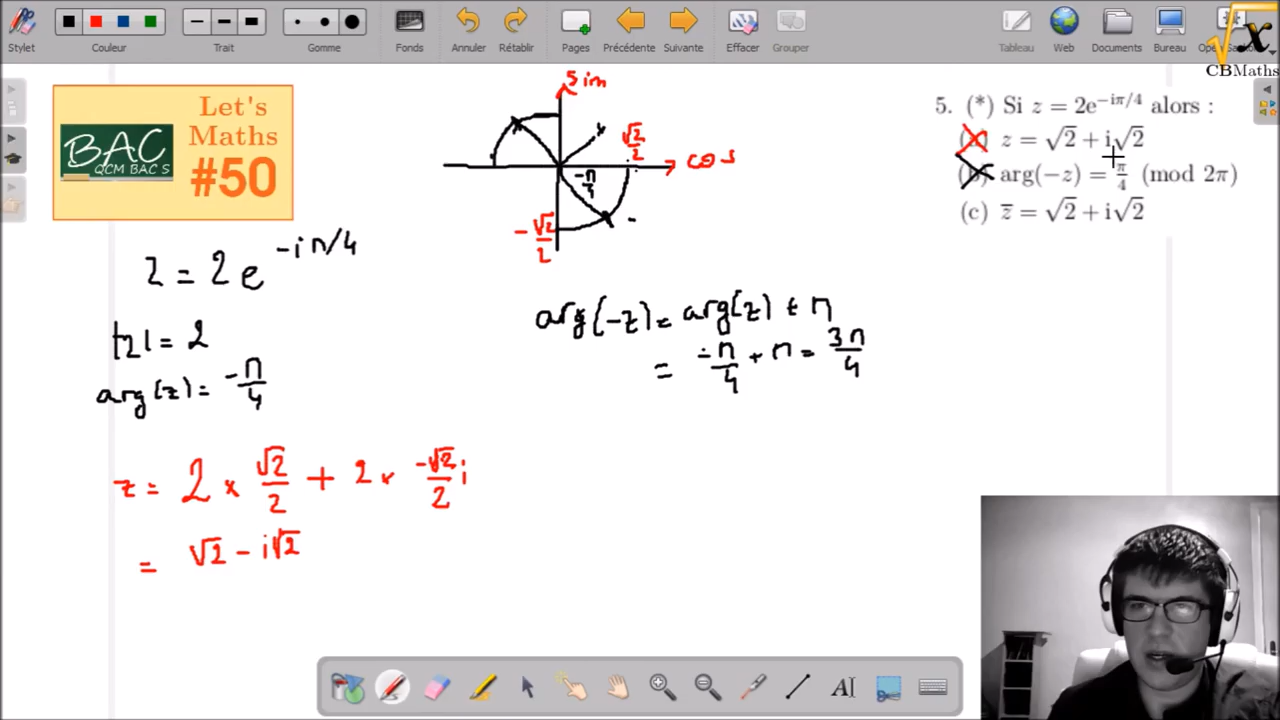 Stylet
Couleur
Trait
Gomme
Fonds
Annuler
Rétablir
Pages
Précédente
Suivante
Effacer
Grouper
Tableau
Web
Documents
Bureau
x
CBMaths
Let's
Maths
#50
BAC
QCM BAC S
sin
cos
√2/2
-π/4
-√2/2
5. (*) Si z = 2e^{-iπ/4} alors :
z = √2 + i√2
(b) arg(-z) = π/4 (mod 2π)
(c) z̅ = √2 + i√2
z = 2 e^{-iπ/4}
|z| = 2
arg(z) = -π/4
arg(-z) = arg(z) + π
= -π/4 + π = 3π/4
z = 2 × √2/2 + 2 × -√2/2 i
= √2 - i√2